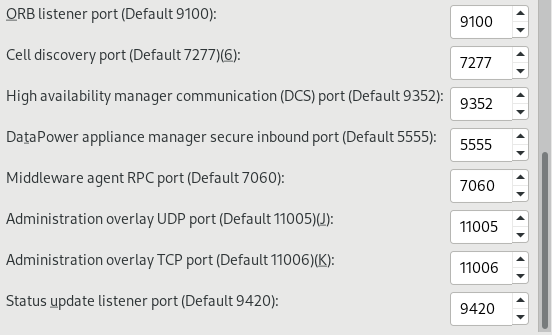 ORB listener port (Default 9100):
9100
Cell discovery port (Default 7277)(6):
7277
High availability manager communication (DCS) port (Default 9352):
9352
DataPower appliance manager secure inbound port (Default 5555):
5555
Middleware agent RPC port (Default 7060):
7060
Administration overlay UDP port (Default 11005)(J):
11005
Administration overlay TCP port (Default 11006)(K):
11006
Status update listener port (Default 9420):
9420